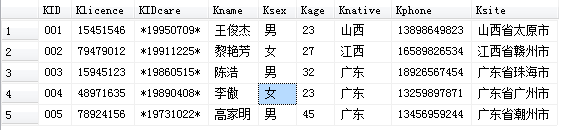 KID Klicence KIDcare Kname Ksex Kage Knative Kphone Ksite
1 001 15451546 *19950709* 王俊杰 男 23 山西 13898649823 山西省太原市
2 002 79479012 *19911225* 黎艳芳 女 27 江西 16589826534 江西省赣州市
3 003 15945123 *19860515* 陈浩 男 32 广东 18926567454 广东省珠海市
4 004 48971635 *19890408* 李傲 女 23 广东 13259897871 广东省广州市
5 005 78924156 *19731022* 高家明 男 45 广东 13456959244 广东省潮州市